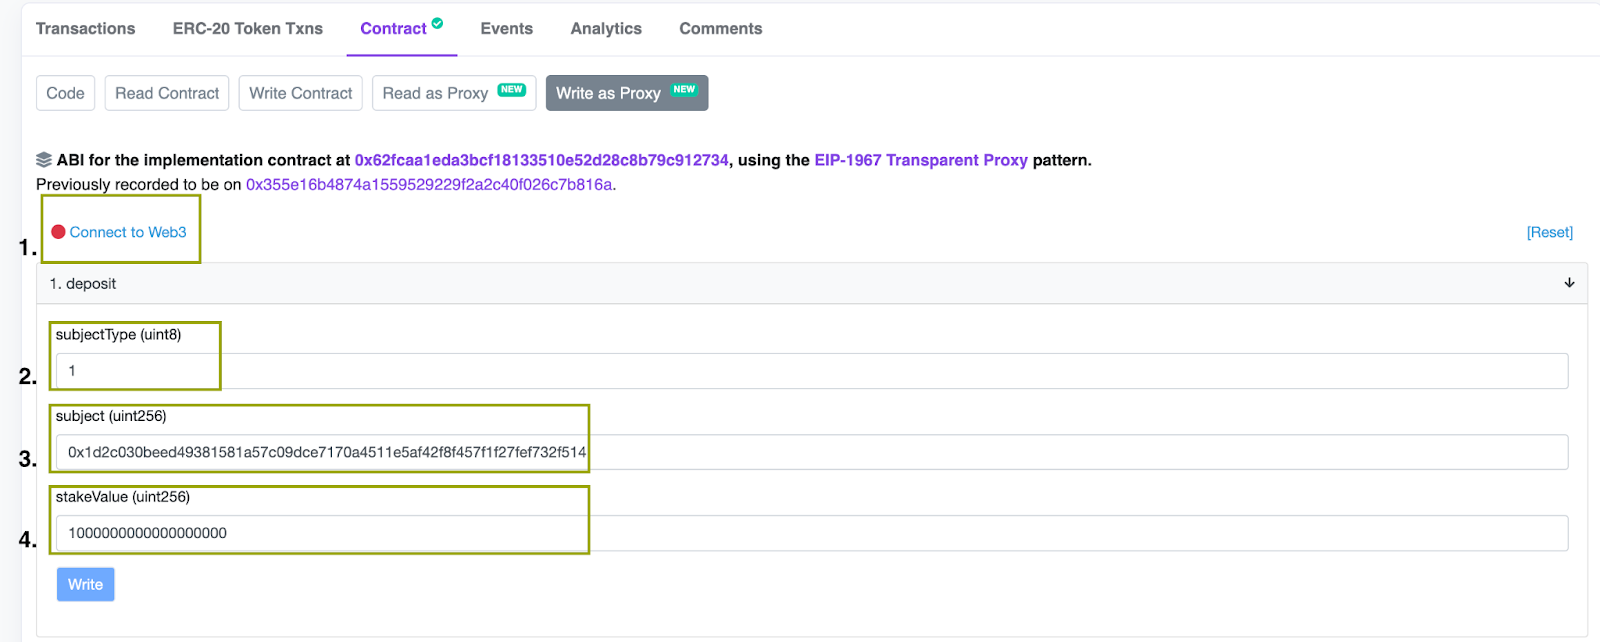 Transactions ERC-20 Token Txns Contract Events Analytics Comments
Code Read Contract Write Contract Read as Proxy NEW Write as Proxy NEW
ABI for the implementation contract at 0x62fcaa1eda3bcf18133510e52d28c8b79c912734, using the EIP-1967 Transparent Proxy pattern.
Previously recorded to be on 0x355e16b4874a1559529229f2a2c40f026c7b816a.
1. Connect to Web3 [Reset]
1. deposit
subjectType (uint8)
2. 1
subject (uint256)
3. 0x1d2c030beed49381581a57c09dce7170a4511e5af42f8f457f1f27fef732f514
stakeValue (uint256)
4. 1000000000000000000
Write